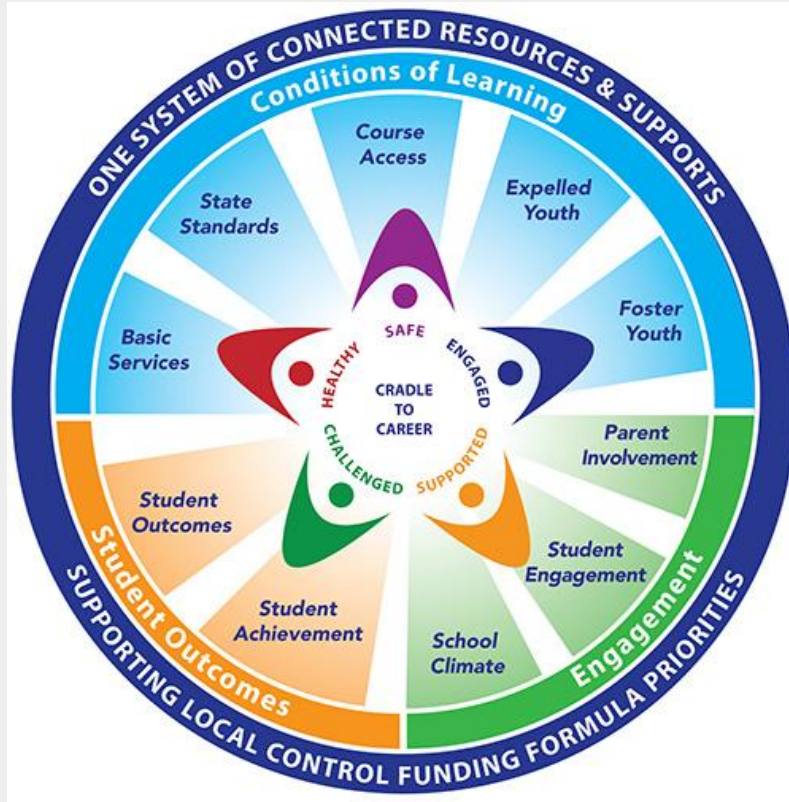 ONE SYSTEM OF CONNECTED RESOURCES & SUPPORTS
Conditions of Learning
Basic
Services
State
Standards
Course
Access
Expelled
Youth
Foster
Youth
Parent
Involvement
Student
Engagement
School
Climate
Engagement
Student
Achievement
Student
Outcomes
Student Outcomes
HEALTHY
SAFE
ENGAGED
SUPPORTED
CHALLENGED
CRADLE
TO
CAREER
SUPPORTING LOCAL CONTROL FUNDING FORMULA PRIORITIES